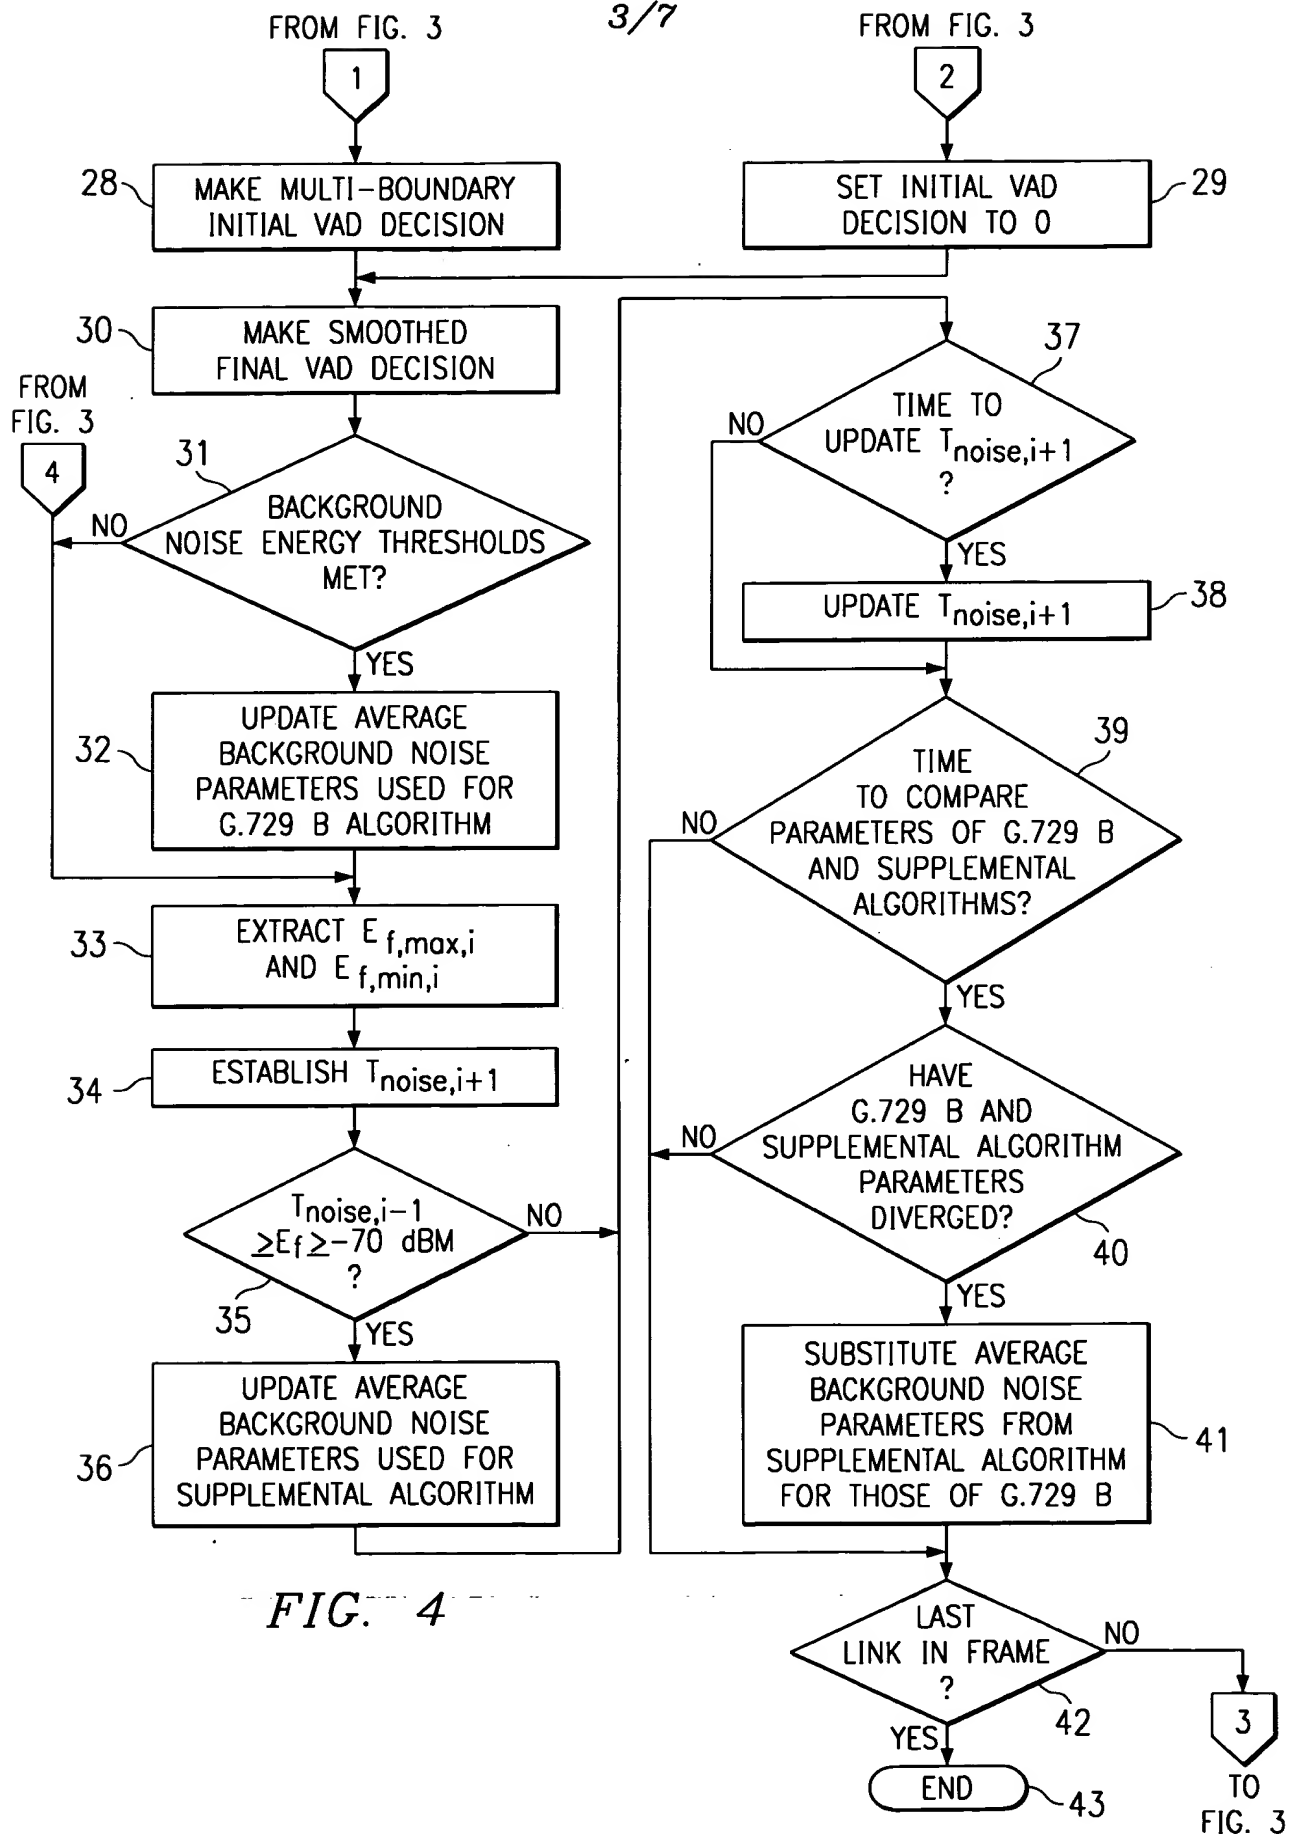 3/7
FROM FIG. 3
1
28
MAKE MULTI-BOUNDARY
INITIAL VAD DECISION
30
MAKE SMOOTHED
FINAL VAD DECISION
FROM
FIG. 3
4
31
NO
BACKGROUND
NOISE ENERGY THRESHOLDS
MET?
YES
32
UPDATE AVERAGE
BACKGROUND NOISE
PARAMETERS USED FOR
G.729 B ALGORITHM
33
EXTRACT E f,max,i
AND E f,min,i
34
ESTABLISH Tnoise,i+1
Tnoise,i-1
≥Ef≥-70 dBM
?
NO
35
YES
36
UPDATE AVERAGE
BACKGROUND NOISE
PARAMETERS USED FOR
SUPPLEMENTAL ALGORITHM
FROM FIG. 3
2
SET INITIAL VAD
DECISION TO 0
29
37
NO
TIME TO
UPDATE Tnoise,i+1
?
YES
UPDATE Tnoise,i+1
38
39
NO
TIME
TO COMPARE
PARAMETERS OF G.729 B
AND SUPPLEMENTAL
ALGORITHMS?
YES
NO
HAVE
G.729 B AND
SUPPLEMENTAL ALGORITHM
PARAMETERS
DIVERGED?
40
YES
SUBSTITUTE AVERAGE
BACKGROUND NOISE
PARAMETERS FROM
SUPPLEMENTAL ALGORITHM
FOR THOSE OF G.729 B
41
LAST
LINK IN FRAME
?
NO
42
YES
END
43
3
TO
FIG. 3
FIG. 4